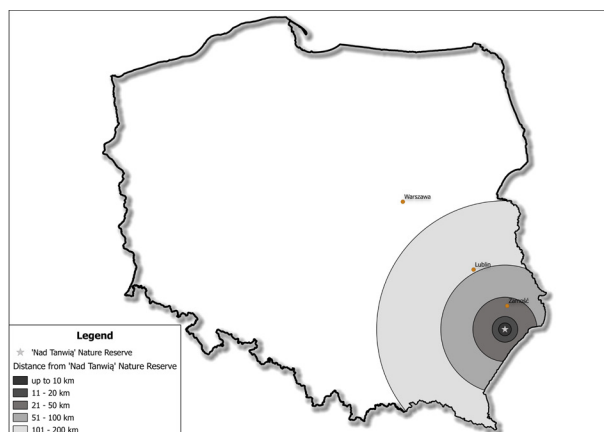 Warszawa
Lublin
Zamość
Legend
'Nad Tanwią' Nature Reserve
Distance from 'Nad Tanwią' Nature Reserve
up to 10 km
11 - 20 km
21 - 50 km
51 - 100 km
101 - 200 km